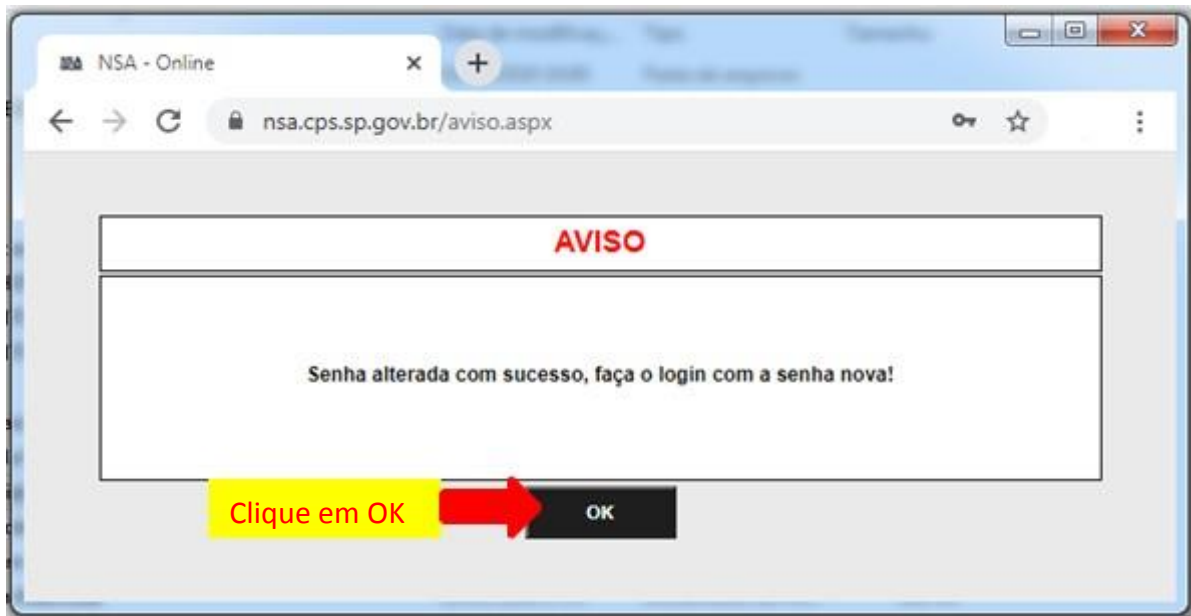 NSA - Online
nsa.cps.sp.gov.br/aviso.aspx
AVISO
Senha alterada com sucesso, faça o login com a senha nova!
Clique em OK
OK